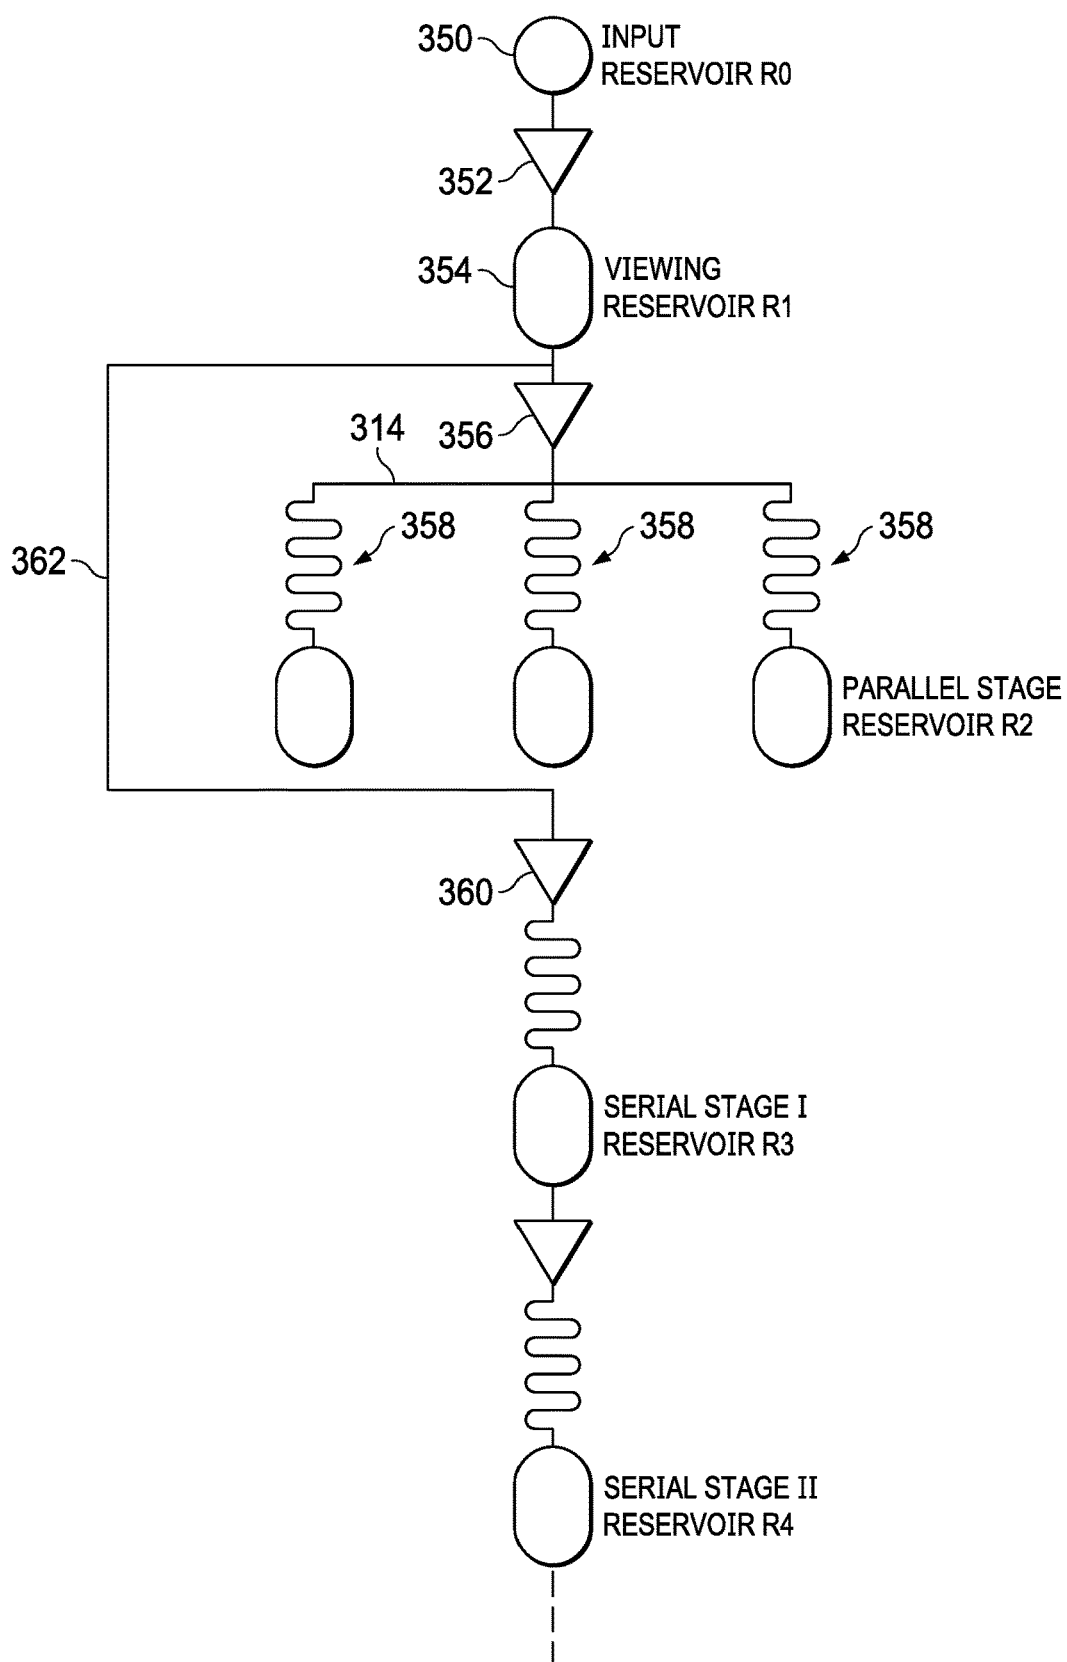 350
INPUT
RESERVOIR R0
352
354
VIEWING
RESERVOIR R1
356
314
358
358
358
362
PARALLEL STAGE
RESERVOIR R2
360
SERIAL STAGE I
RESERVOIR R3
SERIAL STAGE II
RESERVOIR R4